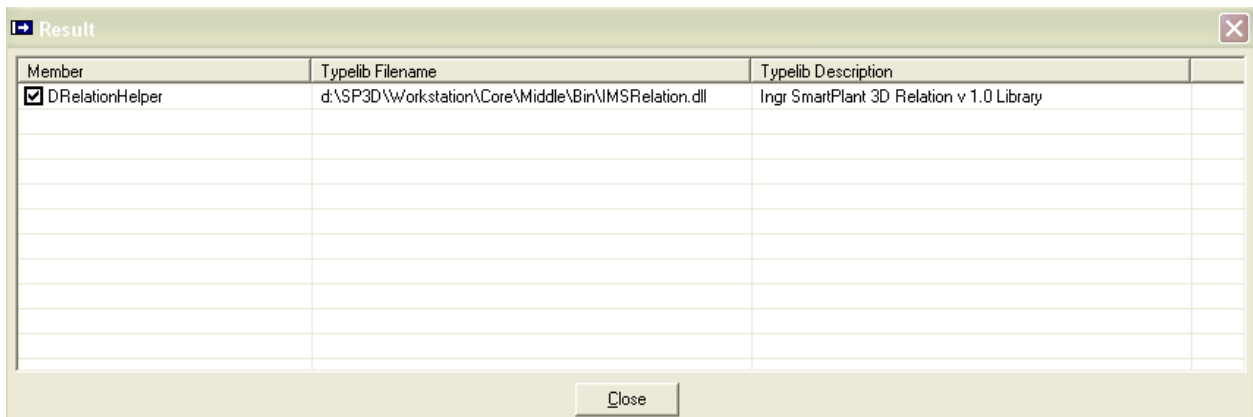 Result
Member Typelib Filename Typelib Description
DRelationHelper d:\SP3D\Workstation\Core\Middle\Bin\IMSRelation.dll Ingr SmartPlant 3D Relation v 1.0 Library
Close